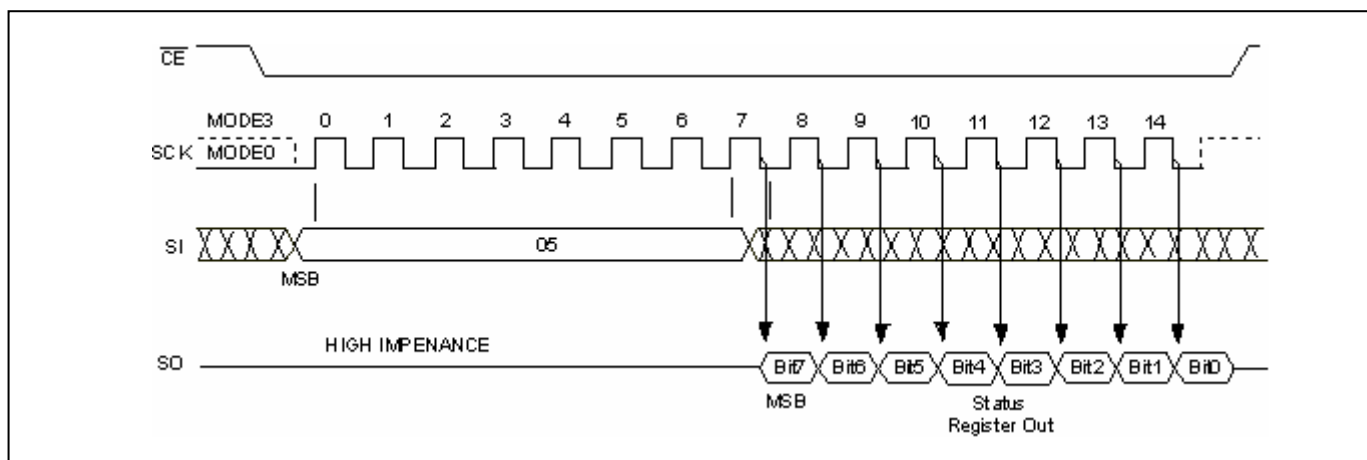 CE
MODE3 0 1 2 3 4 5 6 7 8 9 10 11 12 13 14
SCK MODE0
SI 05
MSB
HIGH IMPENANCE
SO Bit7 Bit6 Bit5 Bit4 Bit3 Bit2 Bit1 Bit0
MSB Status
Register Out